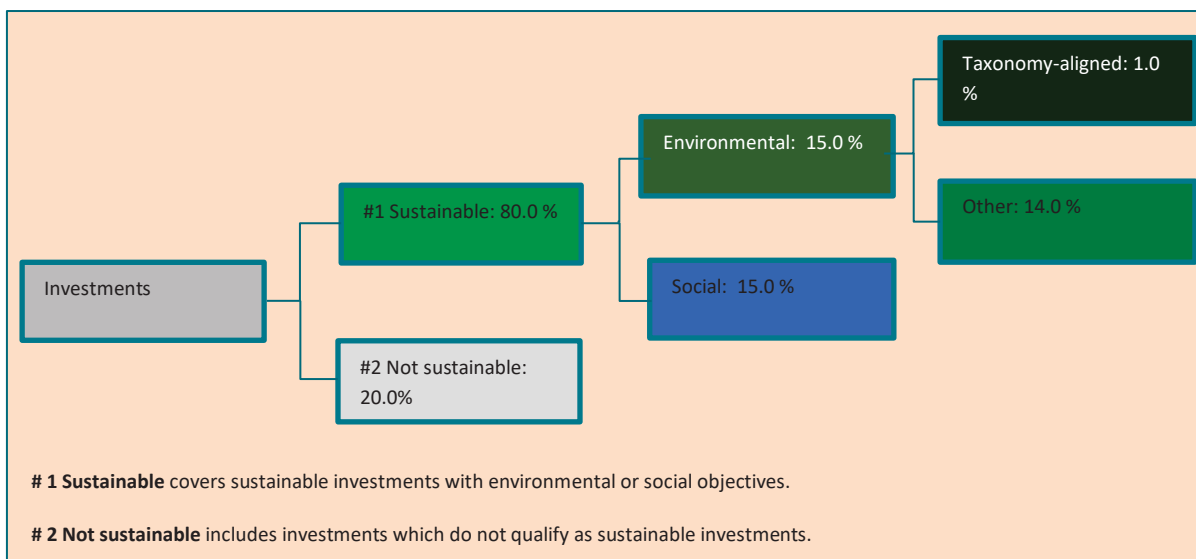 Taxonomy-aligned: 1.0
%
Environmental:  15.0 %
#1 Sustainable: 80.0 %
Other: 14.0 %
Investments
Social:  15.0 %
#2 Not sustainable:
20.0%
# 1 Sustainable covers sustainable investments with environmental or social objectives.
# 2 Not sustainable includes investments which do not qualify as sustainable investments.